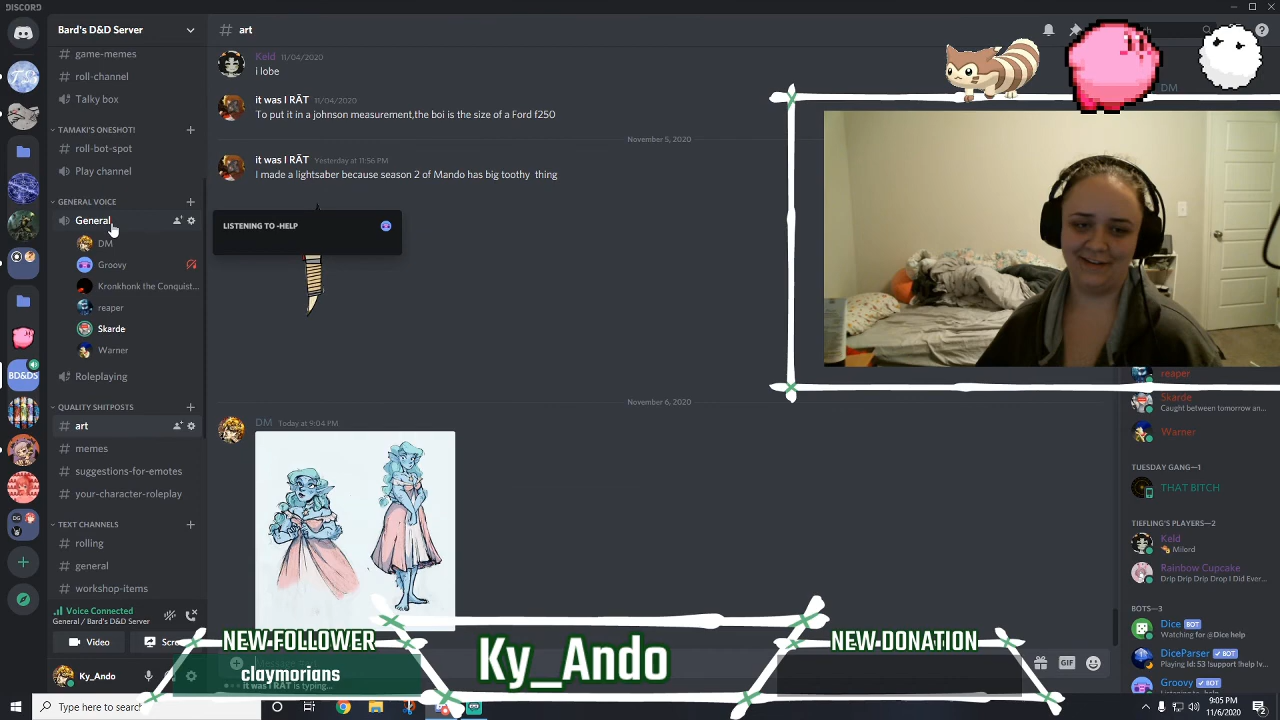 DISCORD
Bard's D&D Server
# art
game-memes
roll-channel
Talky box
TAMAKI'S ONESHOT!
roll-bot-spot
Play channel
GENERAL VOICE
General
DM
Groovy
Kronkhonk the Conquist...
reaper
Skarde
Warner
Roleplaying
QUALITY SHITPOSTS
art
memes
suggestions-for-emotes
your-character-roleplay
TEXT CHANNELS
rolling
general
workshop-items
Voice Connected
General / Bard's D&D Server
Video
Scre
Ky_Ando
BD&DS
Keld 11/04/2020
I lobe
it was I RĀT 11/04/2020
To put it in a johnson measurement.the boi is the size of a Ford f250
November 5, 2020
it was I RĀT Yesterday at 11:56 PM
I made a lightsaber because season 2 of Mando has big toothy thing
LISTENING TO -HELP
November 6, 2020
DM Today at 9:04 PM
it was I RĀT is typing...
DM
reaper
Skarde
Caught between tomorrow an...
Warner
TUESDAY GANG—1
THAT BITCH
TIEFLING'S PLAYERS—2
Keld
Milord
Rainbow Cupcake
Drip Drip Drip Drop I Did Ever...
BOTS—3
Dice BOT
Watching for @Dice help
DiceParser BOT
Playing Id: 53 !support !help !v...
Groovy BOT
GIF
NEW FOLLOWER
claymorians
Ky_Ando
NEW DONATION
Type here to search
9:05 PM
11/6/2020